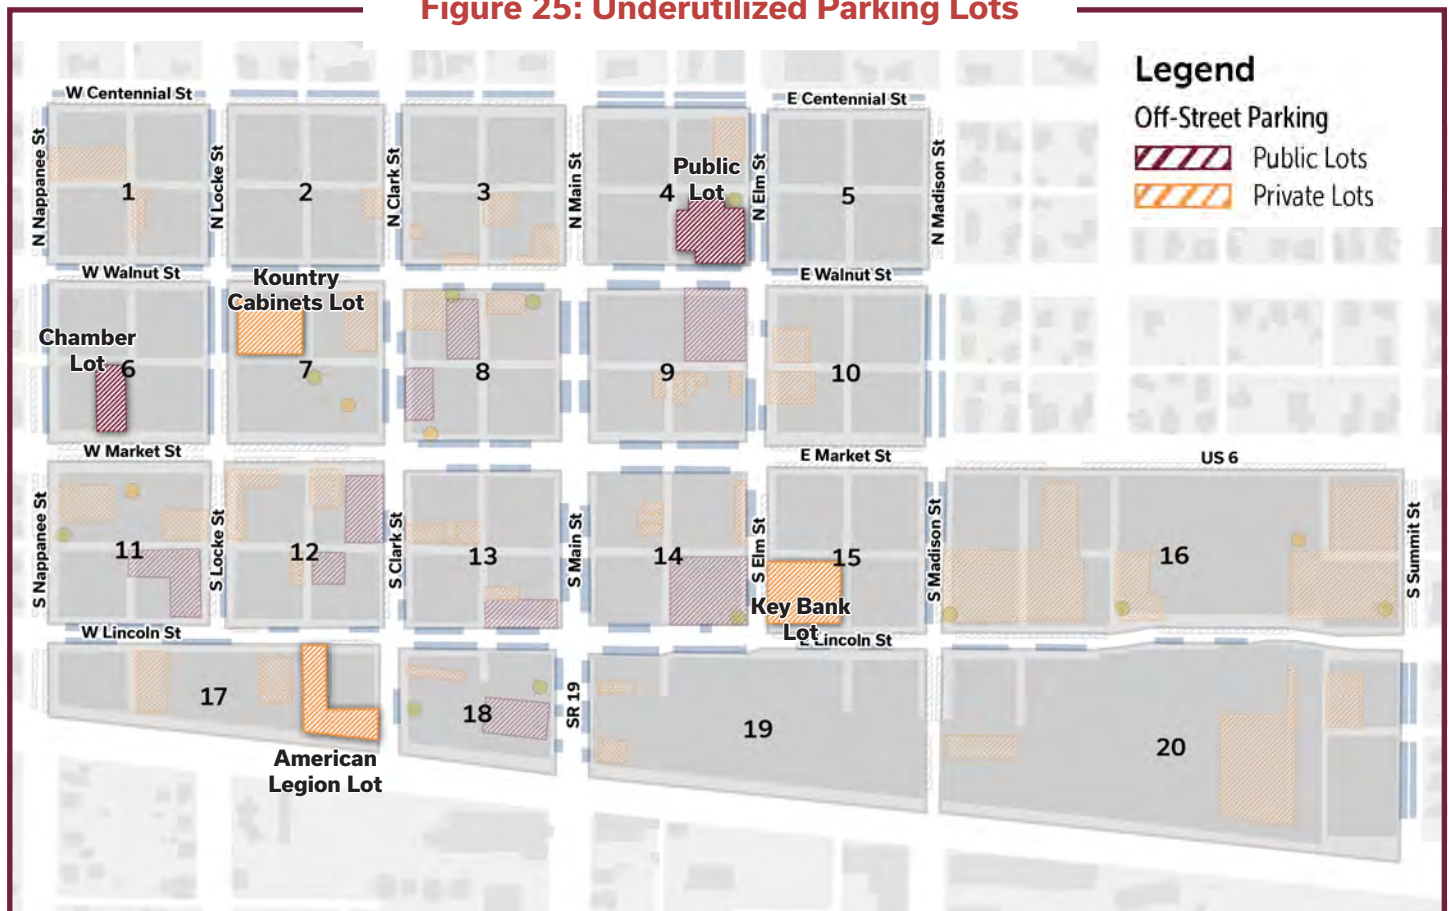 Figure 25: Underutilized Parking Lots
Legend
Off-Street Parking
Public Lots
Private Lots
W Centennial St
E Centennial St
N Nappanee St
N Locke St
N Clark St
N Main St
N Elm St
N Madison St
1
2
3
4
5
Public
Lot
W Walnut St
E Walnut St
Kountry
Cabinets Lot
Chamber
Lot
6
7
8
9
10
W Market St
E Market St
US 6
S Nappanee St
S Locke St
S Clark St
S Main St
S Elm St
S Madison St
S Summit St
11
12
13
14
15
16
Key Bank
Lot
W Lincoln St
E Lincoln St
17
18
SR 19
19
20
American
Legion Lot